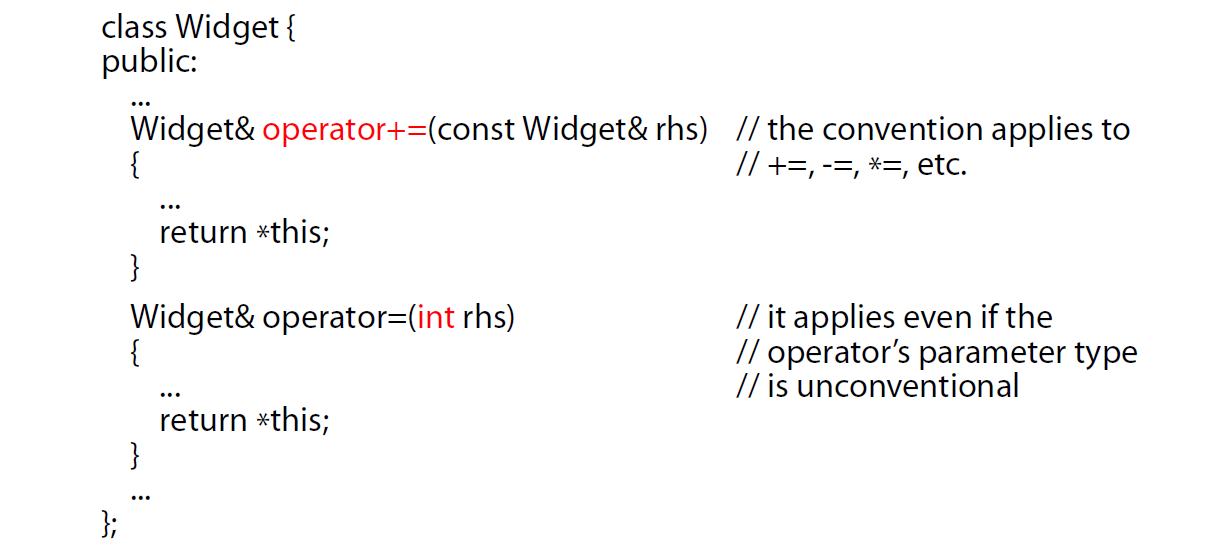 class Widget {
public:
...
Widget& operator+=(const Widget& rhs) // the convention applies to
{ // +=, -=, *=, etc.
...
return *this;
}
Widget& operator=(int rhs) // it applies even if the
{ // operator’s parameter type
... // is unconventional
return *this;
}
...
};